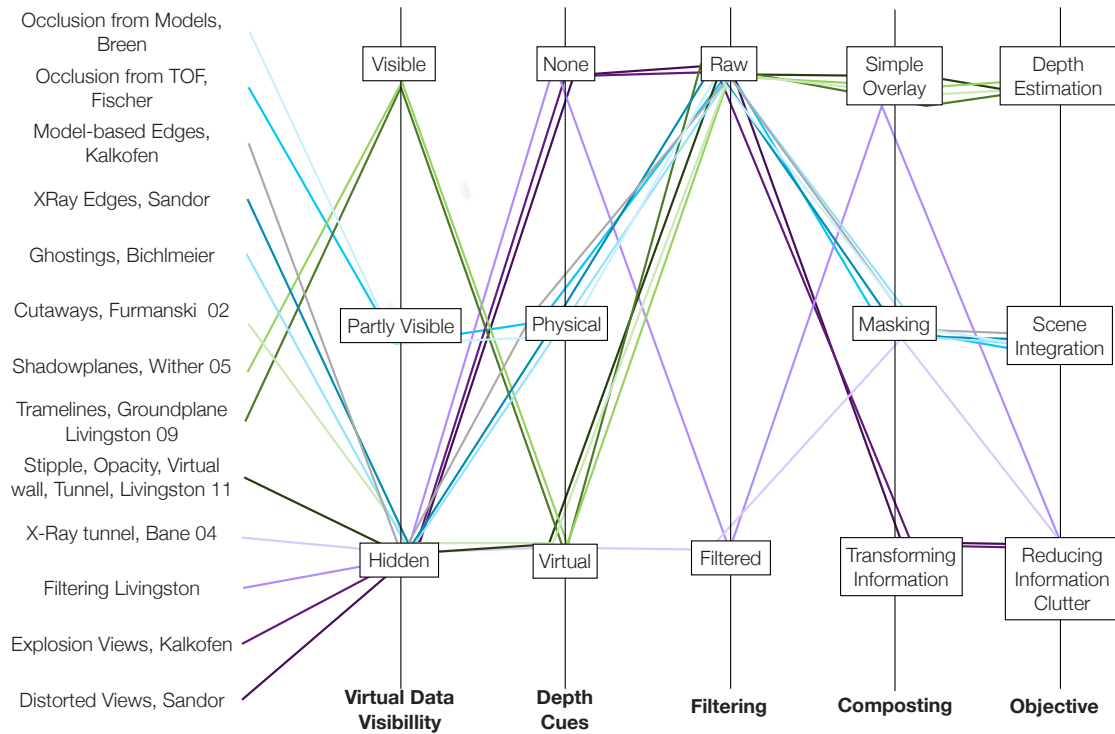 Occlusion from Models,
Breen
Occlusion from TOF,
Fischer
Model-based Edges,
Kalkofen
XRay Edges, Sandor
Ghostings, Bichlmeier
Cutaways, Furmanski 02
Shadowplanes, Wither 05
Tramelines, Groundplane
Livingston 09
Stipple, Opacity, Virtual
wall, Tunnel, Livingston 11
X-Ray tunnel, Bane 04
Filtering Livingston
Explosion Views, Kalkofen
Distorted Views, Sandor
Visible
Partly Visible
Hidden
Virtual Data
Visibillity
None
Physical
Virtual
Depth
Cues
Raw
Filtered
Filtering
Simple
Overlay
Masking
Transforming
Information
Composting
Depth
Estimation
Scene
Integration
Reducing
Information
Clutter
Objective